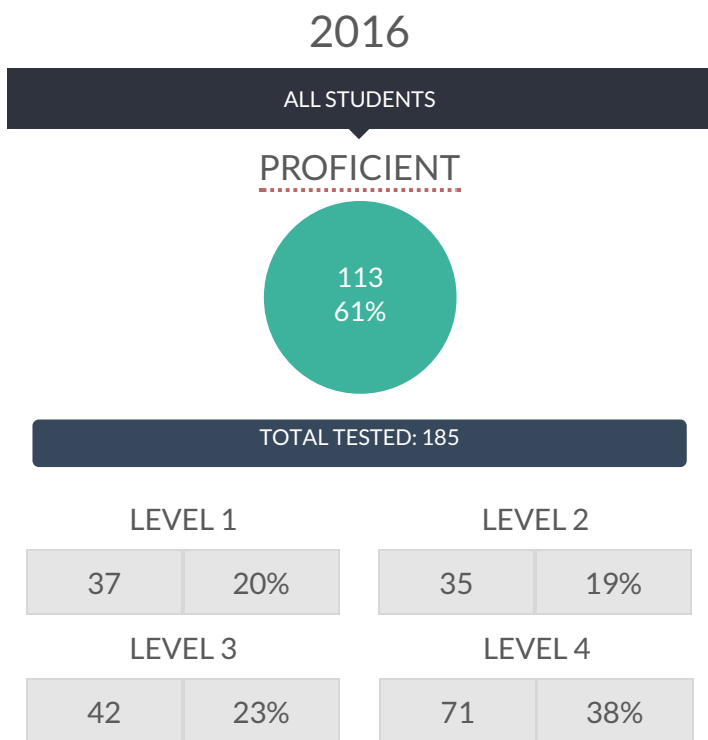 2016
ALL STUDENTS
PROFICIENT
113
61%
TOTAL TESTED: 185
LEVEL 1 LEVEL 2
37 20% 35 19%
LEVEL 3 LEVEL 4
42 23% 71 38%